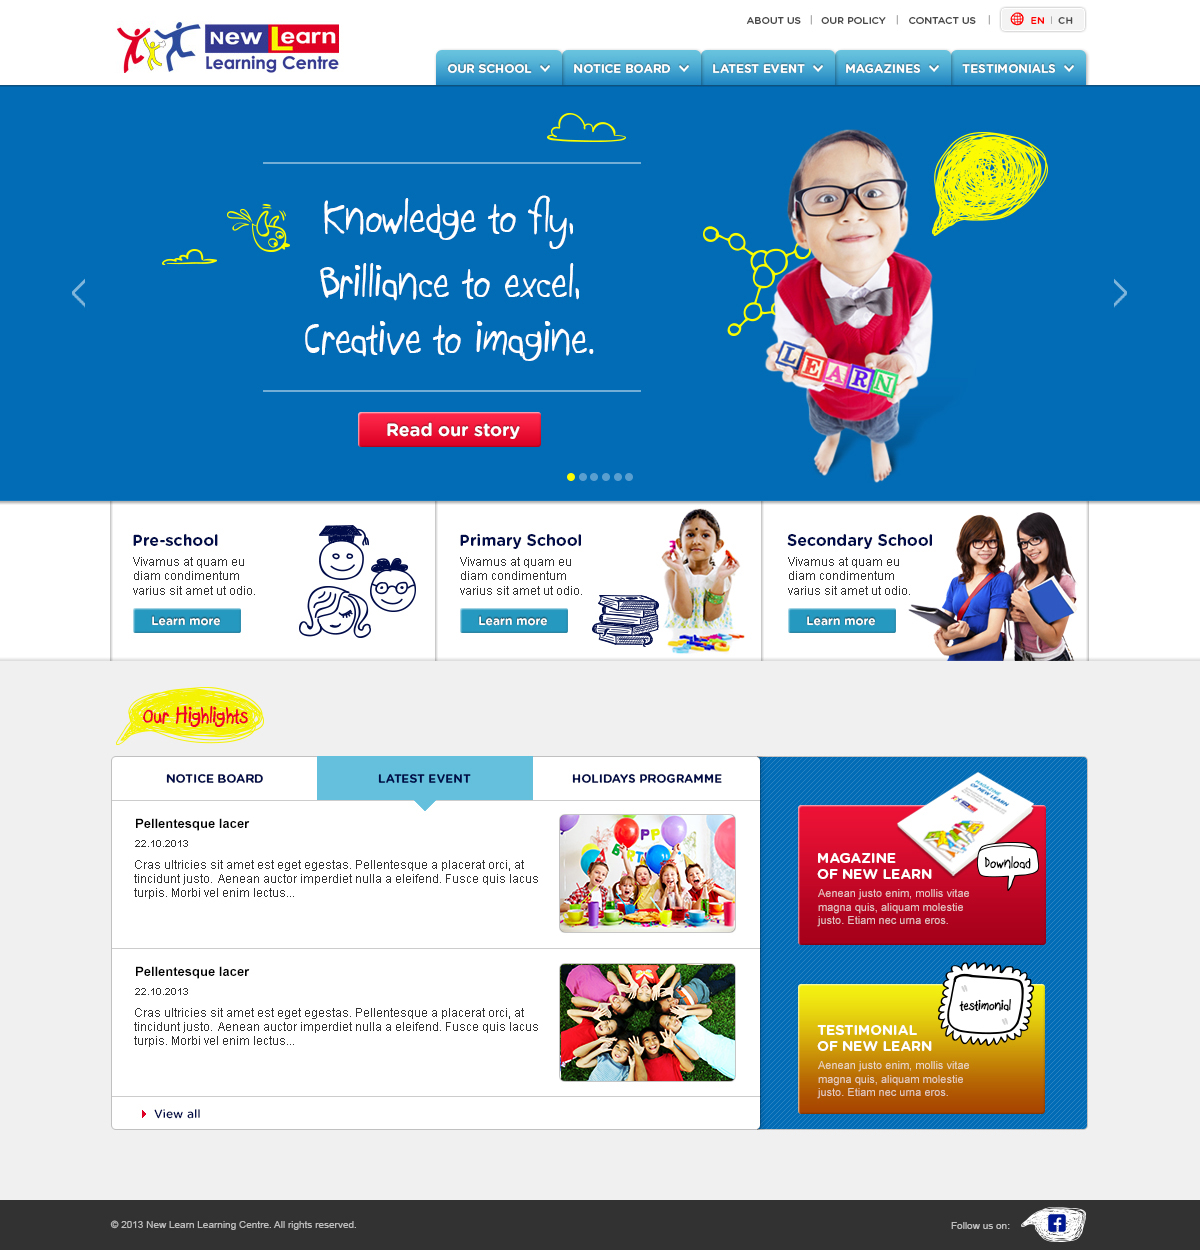 ABOUT US | OUR POLICY | CONTACT US | EN | CH
New Learn
Learning Centre
OUR SCHOOL
NOTICE BOARD
LATEST EVENT
MAGAZINES
TESTIMONIALS
Knowledge to fly,
Brilliance to excel,
Creative to imagine.
LEARN
Read our story
Pre-school
Vivamus at quam eu
diam condimentum
varius sit amet ut odio.
Learn more
Primary School
Vivamus at quam eu
diam condimentum
varius sit amet ut odio.
Learn more
Secondary School
Vivamus at quam eu
diam condimentum
varius sit amet ut odio.
Learn more
Our Highlights
NOTICE BOARD
LATEST EVENT
HOLIDAYS PROGRAMME
Pellentesque lacer
22.10.2013
Cras ultricies sit amet est eget egestas. Pellentesque a placerat orci, at
tincidunt justo. Aenean auctor imperdiet nulla a eleifend. Fusce quis lacus
turpis. Morbi vel enim lectus...
Pellentesque lacer
22.10.2013
Cras ultricies sit amet est eget egestas. Pellentesque a placerat orci, at
tincidunt justo. Aenean auctor imperdiet nulla a eleifend. Fusce quis lacus
turpis. Morbi vel enim lectus...
View all
MAGAZINE
OF NEW LEARN
MAGAZINE
OF NEW LEARN
Download
Aenean justo enim, mollis vitae
magna quis, aliquam molestie
justo. Etiam nec urna eros.
testimonial
TESTIMONIAL
OF NEW LEARN
Aenean justo enim, mollis vitae
magna quis, aliquam molestie
justo. Etiam nec urna eros.
© 2013 New Learn Learning Centre. All rights reserved.
Follow us on: